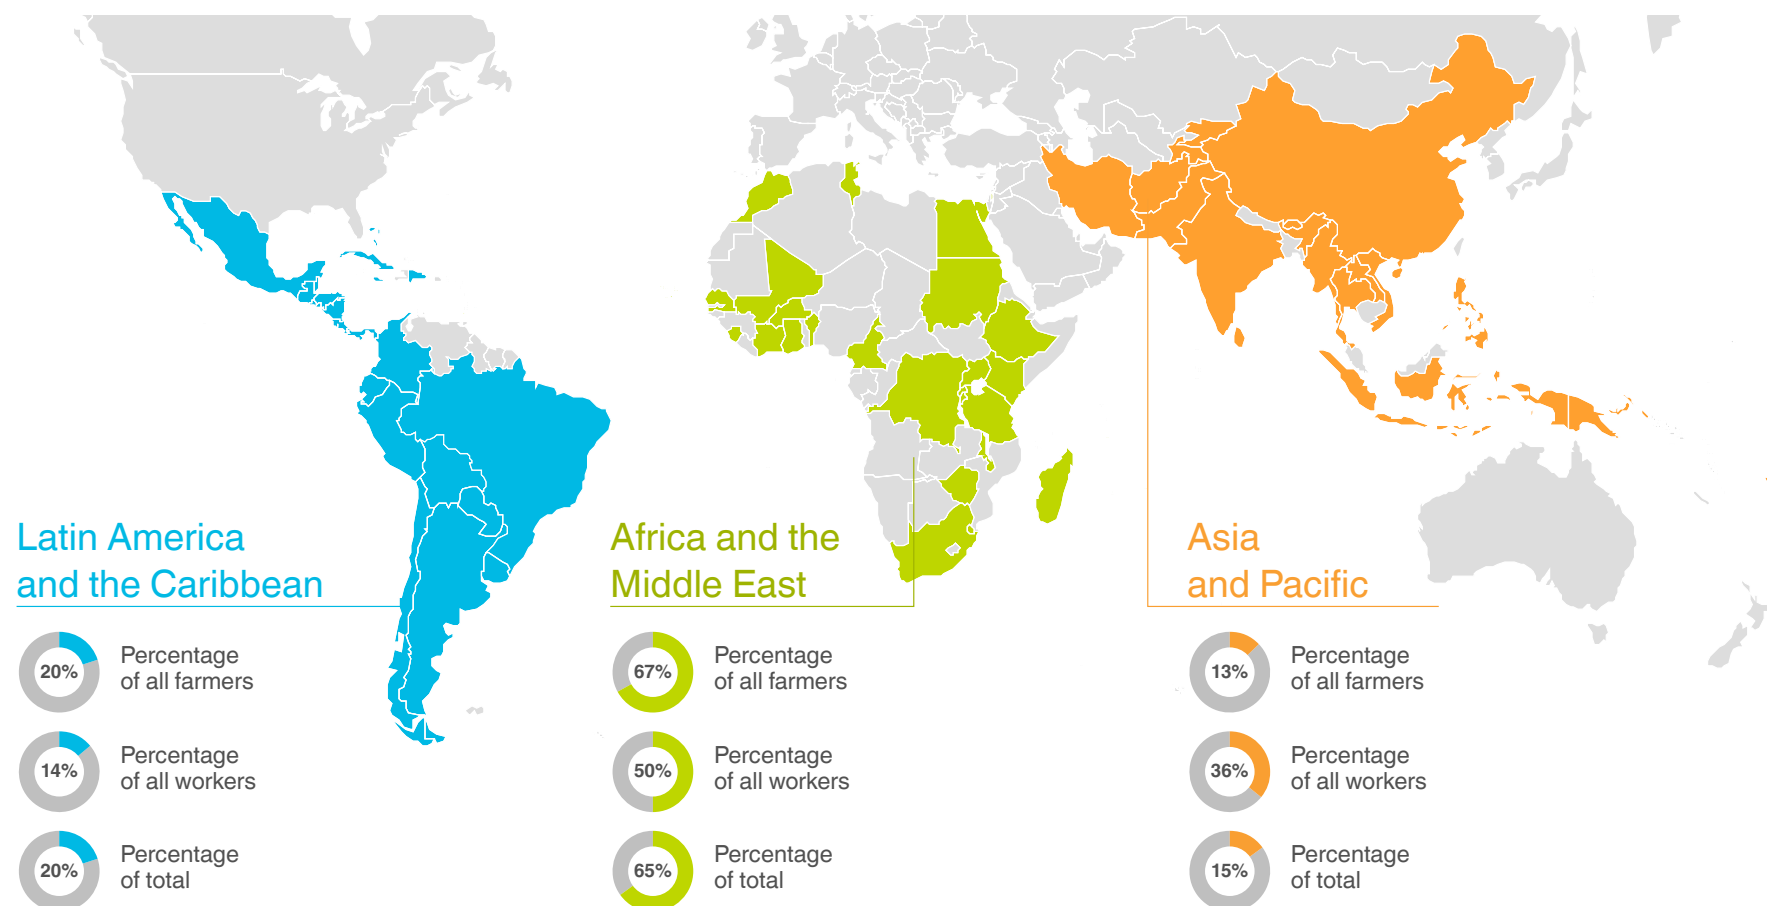 Latin America
and the Caribbean
20%
Percentage
of all farmers
14%
Percentage
of all workers
20%
Percentage
of total
Africa and the
Middle East
67%
Percentage
of all farmers
50%
Percentage
of all workers
65%
Percentage
of total
Asia
and Pacific
13%
Percentage
of all farmers
36%
Percentage
of all workers
15%
Percentage
of total